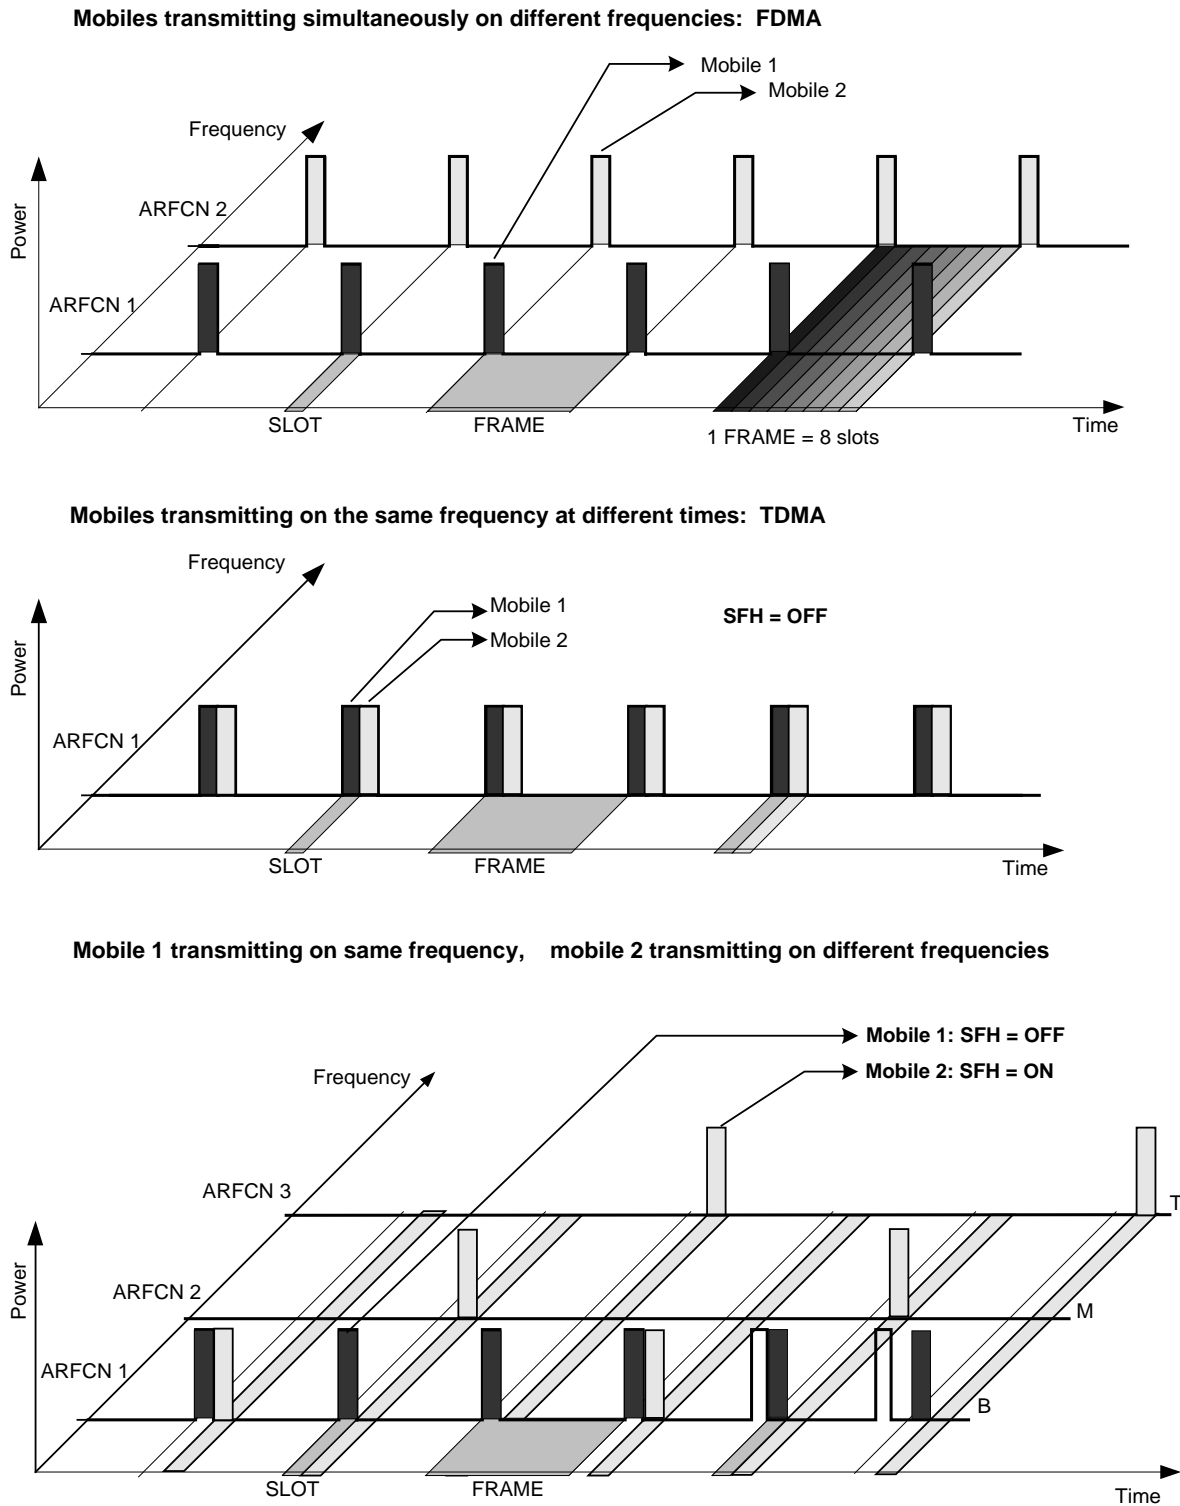 Mobiles transmitting simultaneously on different frequencies: FDMA
Mobile 1
Mobile 2
Frequency
ARFCN 2
Power
ARFCN 1
SLOT
FRAME
1 FRAME = 8 slots
Time
Mobiles transmitting on the same frequency at different times: TDMA
Frequency
Mobile 1
Mobile 2
SFH = OFF
Power
ARFCN 1
SLOT
FRAME
Time
Mobile 1 transmitting on same frequency, mobile 2 transmitting on different frequencies
Mobile 1: SFH = OFF
Mobile 2: SFH = ON
Frequency
ARFCN 3
T
ARFCN 2
Power
M
ARFCN 1
B
SLOT
FRAME
Time